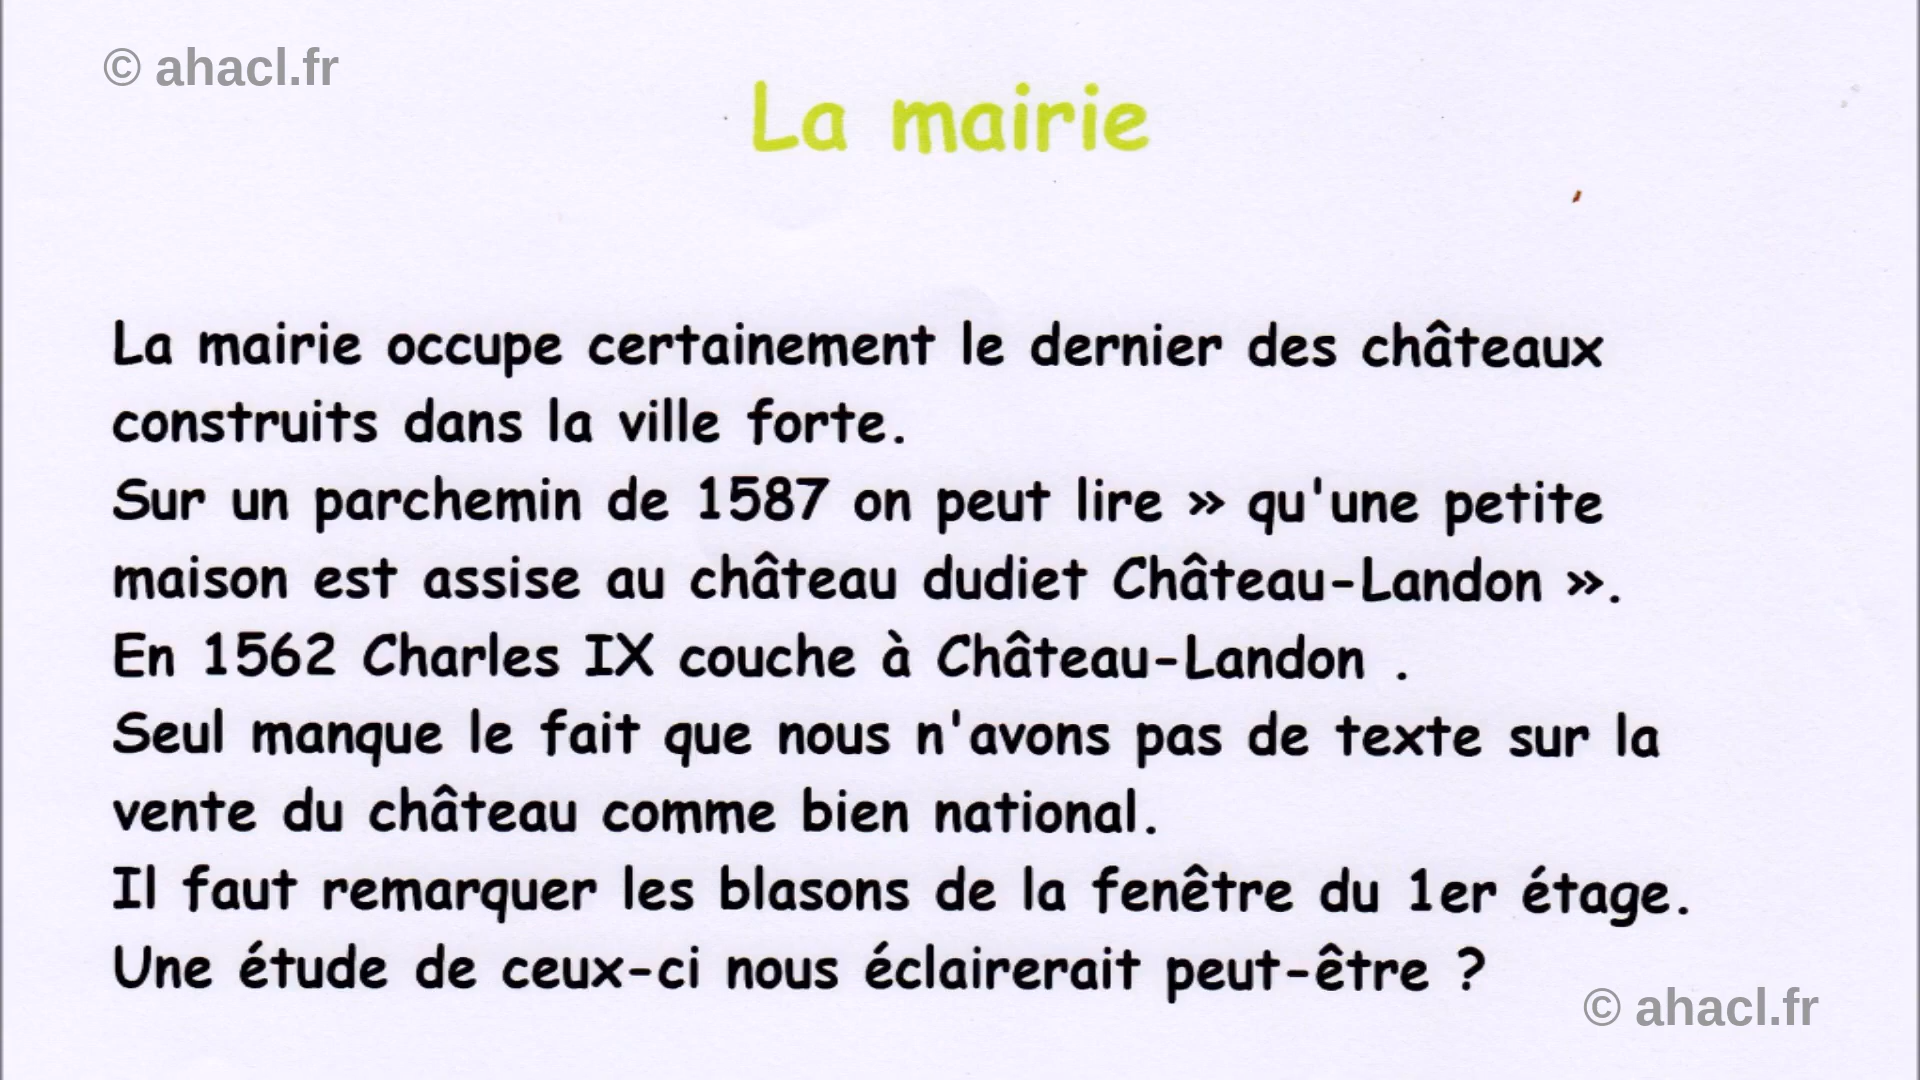 © ahacl.fr
La mairie
La mairie occupe certainement le dernier des châteaux
construits dans la ville forte.
Sur un parchemin de 1587 on peut lire » qu'une petite
maison est assise au château dudiet Château-Landon ».
En 1562 Charles IX couche à Château-Landon .
Seul manque le fait que nous n'avons pas de texte sur la
vente du château comme bien national.
Il faut remarquer les blasons de la fenêtre du 1er étage.
Une étude de ceux-ci nous éclairerait peut-être ?
© ahacl.fr